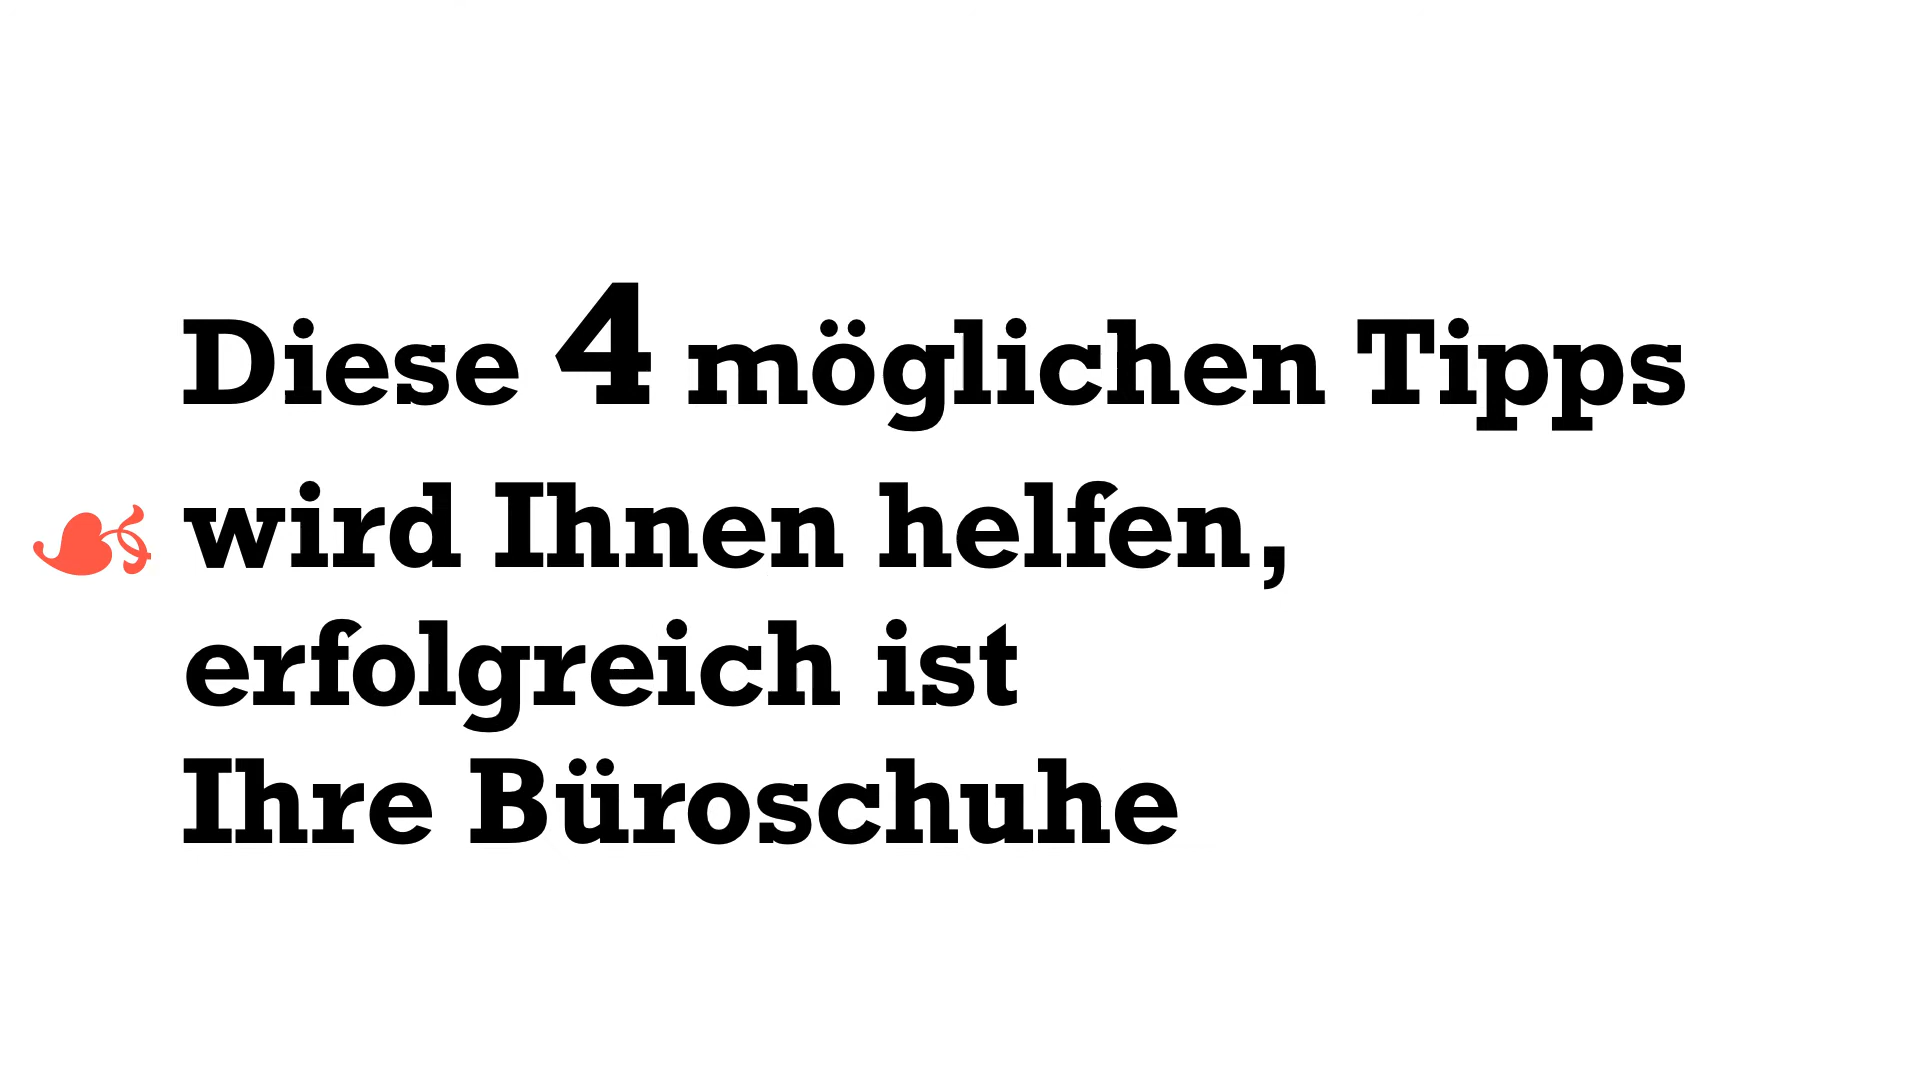 Diese 4 möglichen Tipps
wird Ihnen helfen,
erfolgreich ist
Ihre Büroschuhe